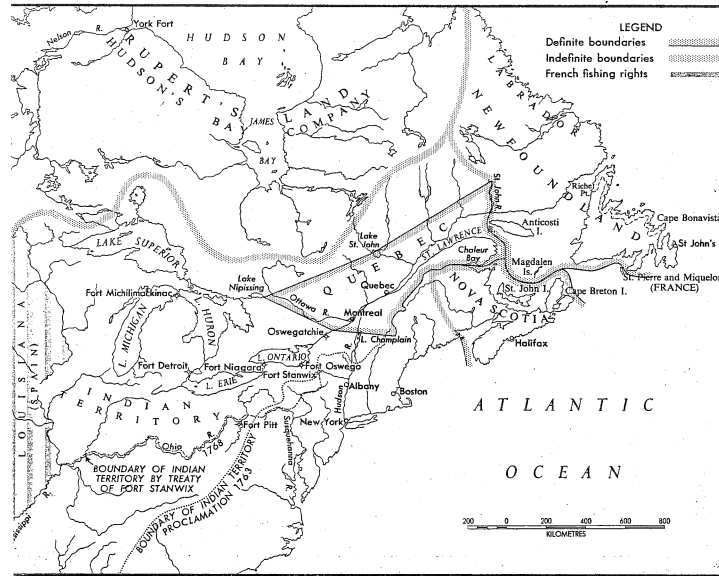 LEGEND
Definite boundaries
Indefinite boundaries
French fishing rights
York Fort
Nelson R.
HUDSON
BAY
RUPERT'S LAND
HUDSON'S BAY COMPANY
JAMES
BAY
LABRADOR
NEWFOUNDLAND
St. John R.
Riche
Pt.
Cape Bonavista
St John's
Anticosti
I.
Lake
St. John
QUEBEC
ST. LAWRENCE
Chaleur
Bay
Magdalen
Is.
St. Pierre and Miquelon
(FRANCE)
St. John I.
Cape Breton I.
LAKE SUPERIOR
Lake
Nipissing
Ottawa R.
Quebec
Montreal
NOVA SCOTIA
Fort Michilimackinac
L. MICHIGAN
L. HURON
Oswegatchie
L. Champlain
R.
Halifax
L. ONTARIO
Fort Oswego
Fort Detroit
Fort Niagara
Fort Stanwix
L. ERIE
Albany
Hudson
Boston
LOUISIANA
(SPAIN)
INDIAN
TERRITORY
New York
ATLANTIC
OCEAN
Fort Pitt
Susquehanna R.
Ohio R.
1768
BOUNDARY OF INDIAN
TERRITORY BY TREATY
OF FORT STANWIX
BOUNDARY OF INDIAN TERRITORY
PROCLAMATION 1763
ississippi R.
200 0 200 400 600 800
KILOMETRES